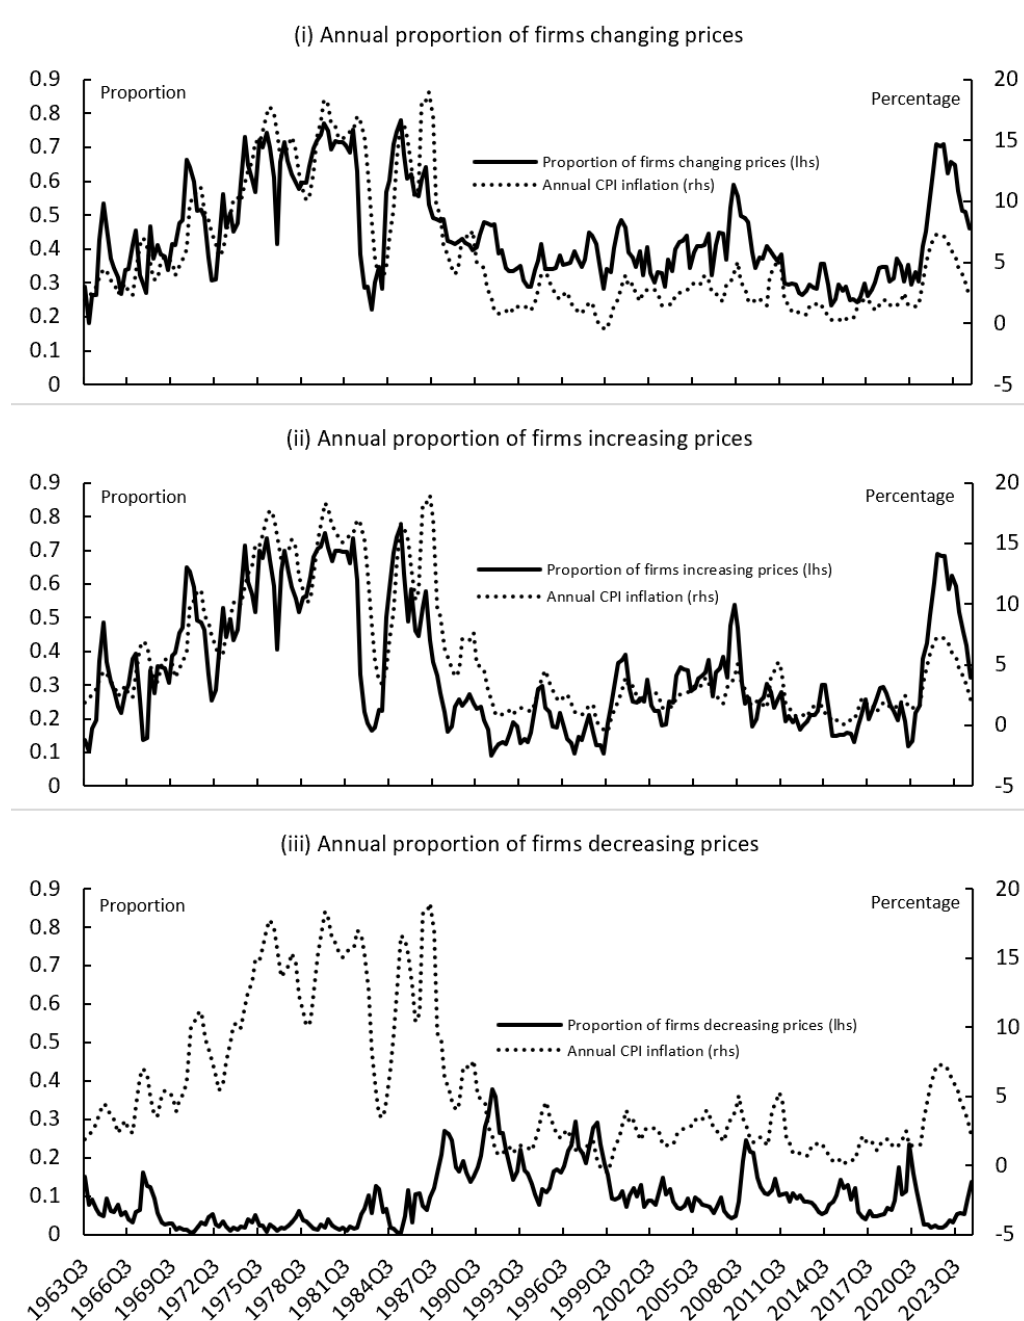 (i) Annual proportion of firms changing prices
0.9 20
Proportion Percentage
0.8
0.7 15
Proportion of firms changing prices (lhs)
0.6
Annual CPI inflation (rhs)
0.5 10
0.4
0.3 5
0.2 0
0.1
0 -5
(ii) Annual proportion of firms increasing prices
0.9 20
Proportion Percentage
0.8
0.7 15
Proportion of firms increasing prices (lhs)
0.6 10
Annual CPI inflation (rhs)
0.5
0.4 5
0.3
0.2 0
0.1
0 -5
(iii) Annual proportion of firms decreasing prices
0.9 20
Proportion Percentage
0.8
0.7 15
0.6
Proportion of firms decreasing prices (lhs)
0.5 10
Annual CPI inflation (rhs)
0.4
0.3 5
0.2 0
0.1
0 -5
1963Q3 1966Q3 1969Q3 1972Q3 1975Q3 1978Q3 1981Q3 1984Q3 1987Q3 1990Q3 1993Q3 1996Q3 1999Q3 2002Q3 2005Q3 2008Q3 2011Q3 2014Q3 2017Q3 2020Q3 2023Q3